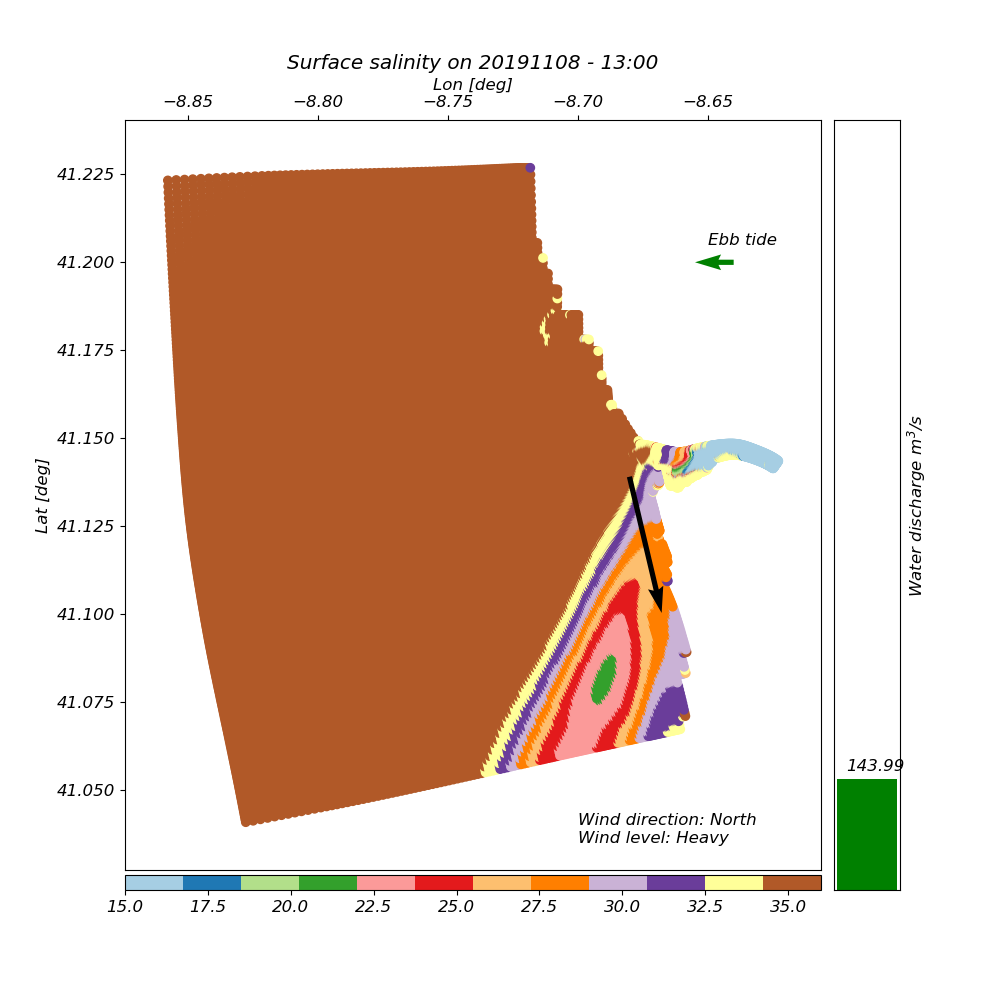 Surface salinity on 20191108 - 13:00
Lon [deg]
−8.85 −8.80 −8.75 −8.70 −8.65
41.225
41.200
41.175
41.150
41.125
41.100
41.075
41.050
Lat [deg]
Ebb tide
Wind direction: North
Wind level: Heavy
Water discharge m³/s
143.99
15.0 17.5 20.0 22.5 25.0 27.5 30.0 32.5 35.0